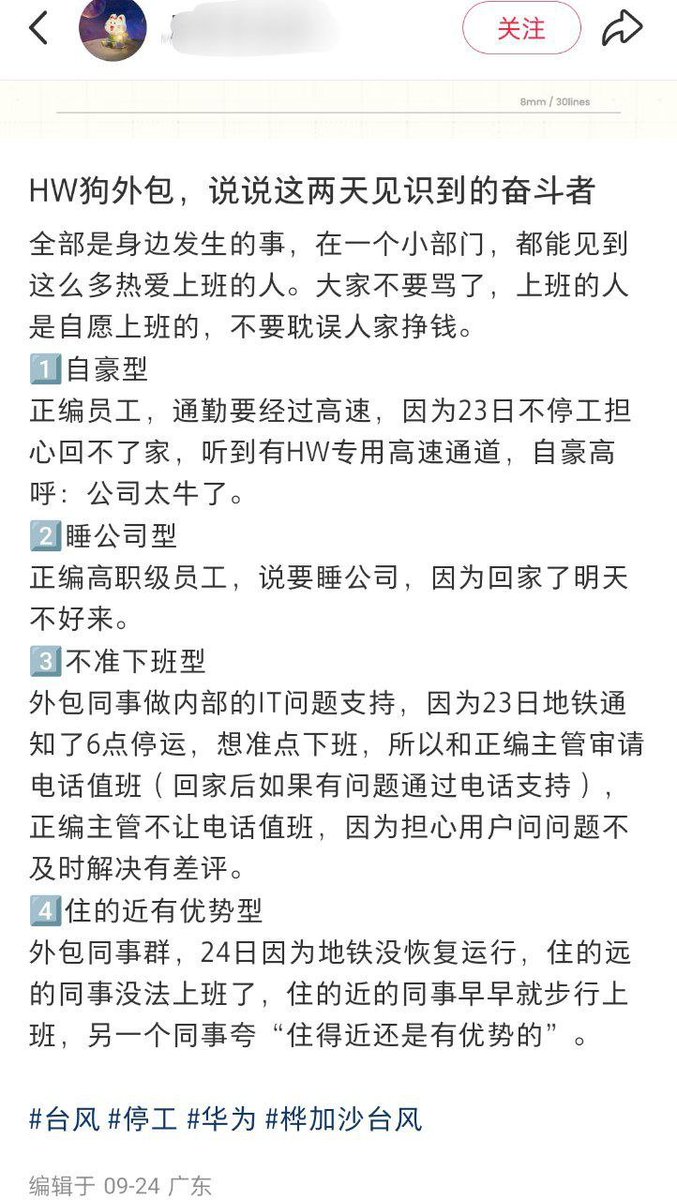 关注
8mm / 30lines
HW狗外包，说说这两天见识到的奋斗者
全部是身边发生的事，在一个小部门，都能见到
这么多热爱上班的人。大家不要骂了，上班的人
是自愿上班的，不要耽误人家挣钱。
1️⃣自豪型
正编员工，通勤要经过高速，因为23日不停工担
心回不了家，听到有HW专用高速通道，自豪高
呼：公司太牛了。
2️⃣睡公司型
正编高职级员工，说要睡公司，因为回家了明天
不好来。
3️⃣不准下班型
外包同事做内部的IT问题支持，因为23日地铁通
知了6点停运，想准点下班，所以和正编主管审请
电话值班（回家后如果有问题通过电话支持），
正编主管不让电话值班，因为担心用户问问题不
及时解决有差评。
4️⃣住的近有优势型
外包同事群，24日因为地铁没恢复运行，住的远
的同事没法上班了，住的近的同事早早就步行上
班，另一个同事夸“住得近还是有优势的”。
#台风 #停工 #华为 #桦加沙台风
编辑于 09-24 广东